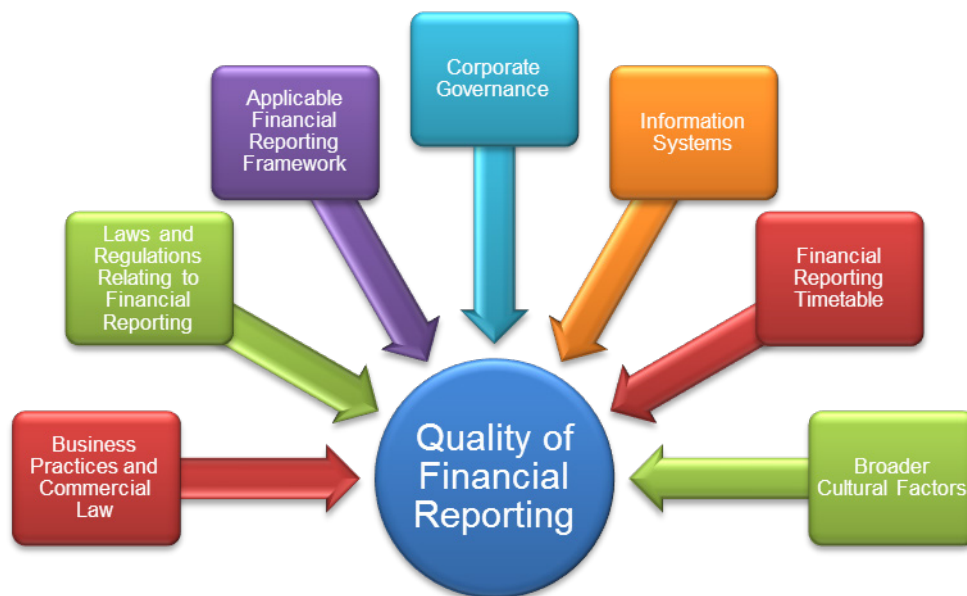 Corporate
Governance
Applicable
Financial
Reporting
Framework
Information
Systems
Laws and
Regulations
Relating to
Financial
Reporting
Financial
Reporting
Timetable
Business
Practices and
Commercial
Law
Quality of
Financial
Reporting
Broader
Cultural Factors